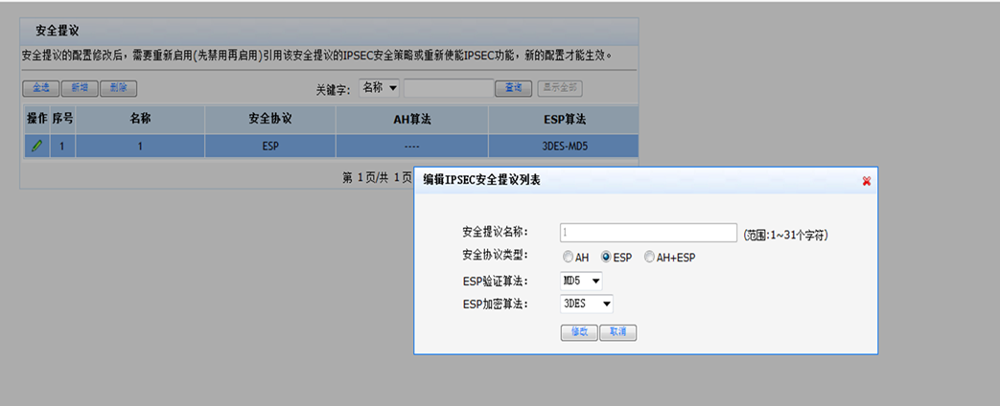 安全提议
安全提议的配置修改后，需要重新启用(先禁用再启用)引用该安全提议的IPSEC安全策略或重新使能IPSEC功能，新的配置才能生效。
全选 新增 删除 关键字： 名称 查询 显示全部
操作 序号 名称 安全协议 AH算法 ESP算法
1 1 ESP ---- 3DES-MD5
第 1 页/共 1 页
编辑IPSEC安全提议列表
安全提议名称： 1 (范围:1~31个字符)
安全协议类型： AH ESP AH+ESP
ESP验证算法： MD5
ESP加密算法： 3DES
修改 取消